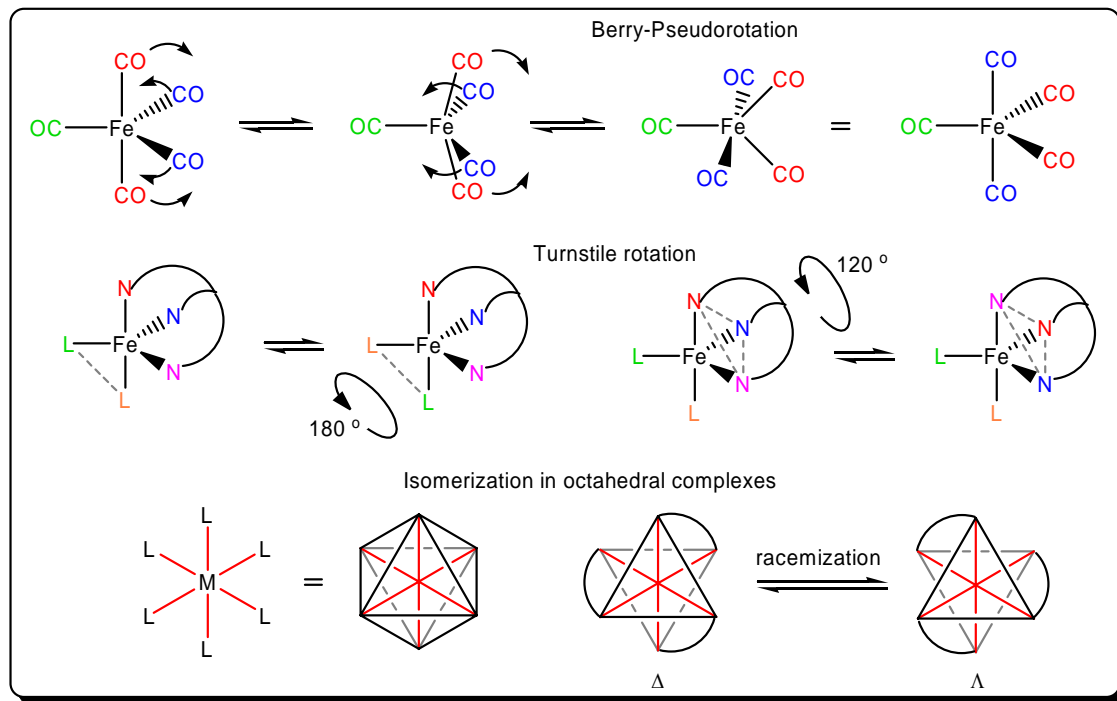 Berry-Pseudorotation
CO CO OC Fe CO CO
CO CO OC Fe CO CO
CO CO OC Fe OC CO
=
CO CO OC Fe CO CO
Turnstile rotation
N N L Fe N L
N N L Fe N L
180 º
120 º
N N L Fe N L
N N L Fe N L
Isomerization in octahedral complexes
L
L L
M
L L
L
=
racemization
Δ Λ